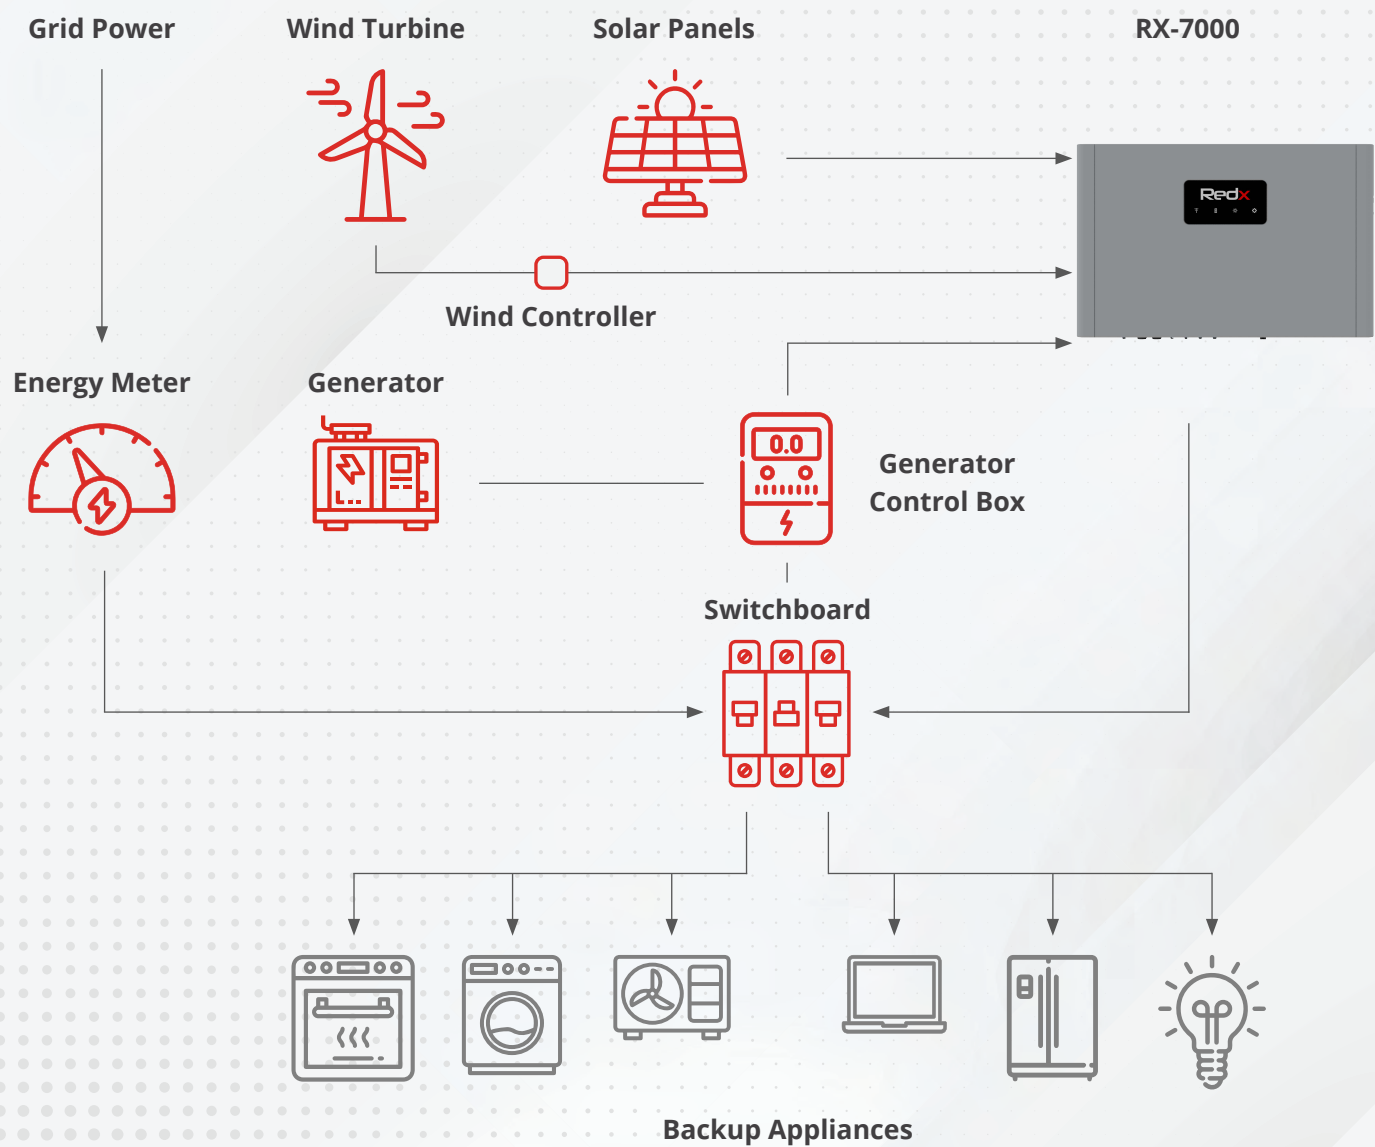 Grid Power
Wind Turbine
Solar Panels
RX-7000
Redx
Wind Controller
Energy Meter
Generator
0.0
Generator
Control Box
Switchboard
Backup Appliances